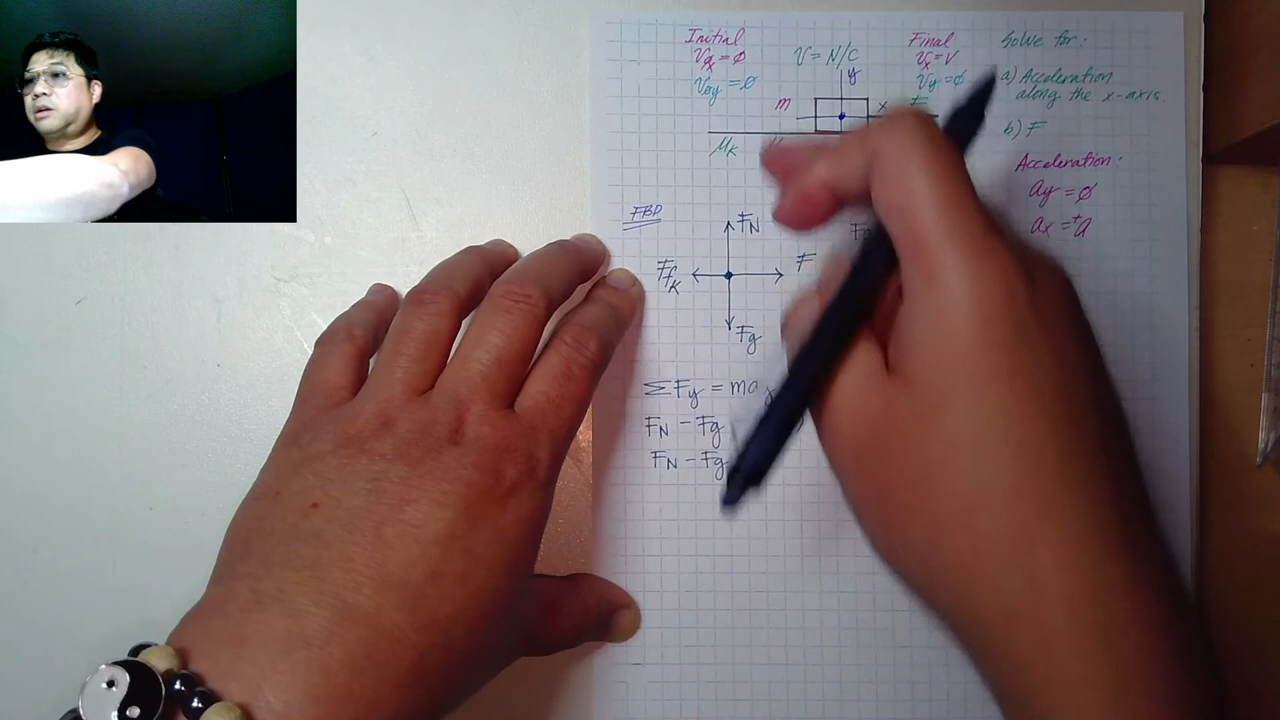 Initial
Vox = 0
Voy = 0
V = N/C
Final
Vx = V
Vy = 0
y
m
x
F
μK
Solve for:
a) Acceleration
along the x-axis.
b) F
Acceleration:
ay = 0
ax = +a
FBD
FN
FfK
F
Fg
ΣFy = may
FN - Fg
FN - Fg